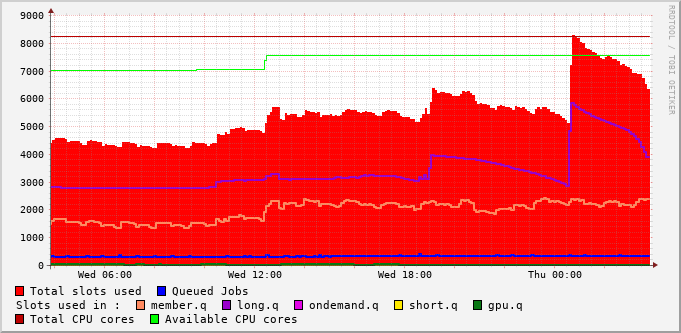 RRDTOOL / TOBI OETIKER
9000
8000
7000
6000
5000
4000
3000
2000
1000
0
Wed 06:00 Wed 12:00 Wed 18:00 Thu 00:00
Total slots used Queued Jobs
Slots used in : member.q long.q ondemand.q short.q gpu.q
Total CPU cores Available CPU cores